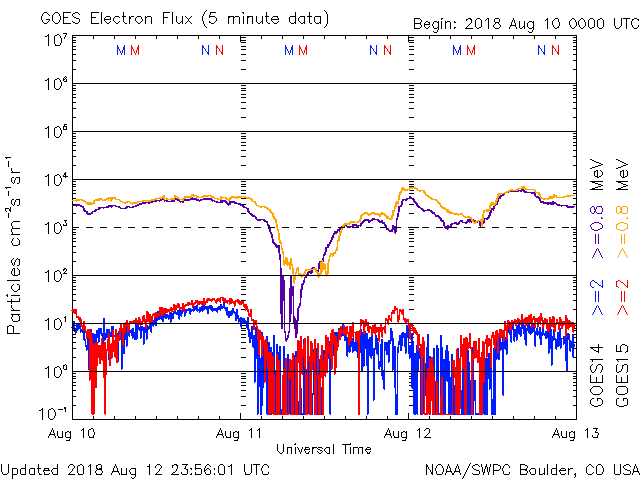 GOES Electron Flux (5 minute data)
Begin: 2018 Aug 10 0000 UTC
10⁷
M M N N M M N N M M N N
10⁶
10⁵
10⁴
10³
10²
10¹
10⁰
10⁻¹
Particles cm⁻²s⁻¹sr⁻¹
Aug 10 Aug 11 Aug 12 Aug 13
Universal Time
GOES14 >=2 >=0.8 MeV
GOES15 >=2 >=0.8 MeV
Updated 2018 Aug 12 23:56:01 UTC
NOAA/SWPC Boulder, CO USA